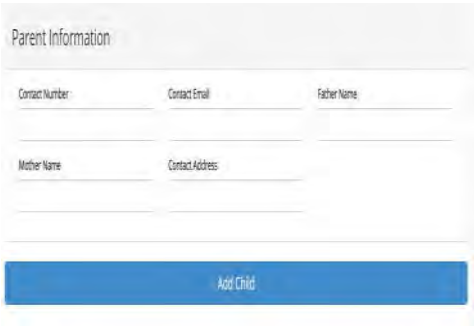 Parent Information
Contact Number Contact Email Father Name
Mother Name Contact Address
Add Child